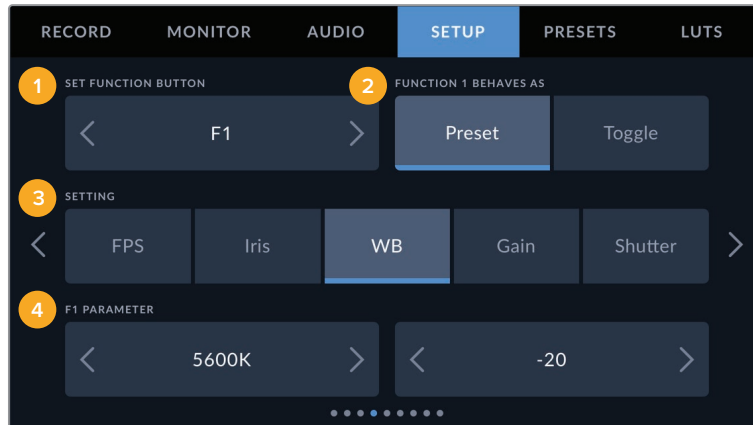 RECORD MONITOR AUDIO SETUP PRESETS LUTS
1 SET FUNCTION BUTTON 2 FUNCTION 1 BEHAVES AS
F1 Preset Toggle
3 SETTING
FPS Iris WB Gain Shutter
4 F1 PARAMETER
5600K -20